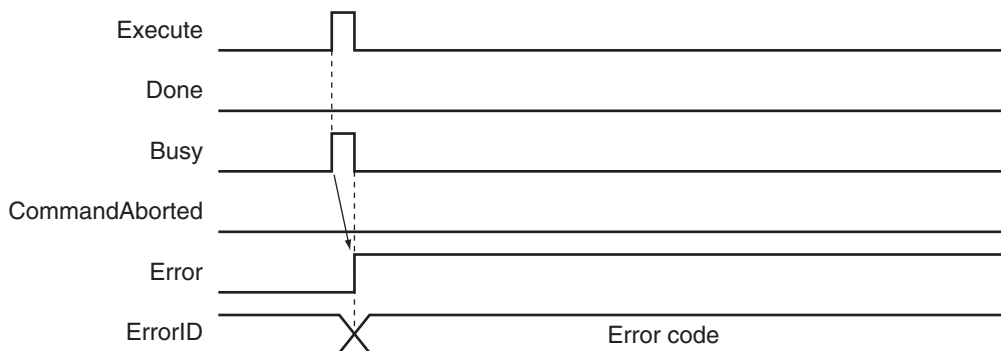 Execute
Done
Busy
CommandAborted
Error
ErrorID
Error code